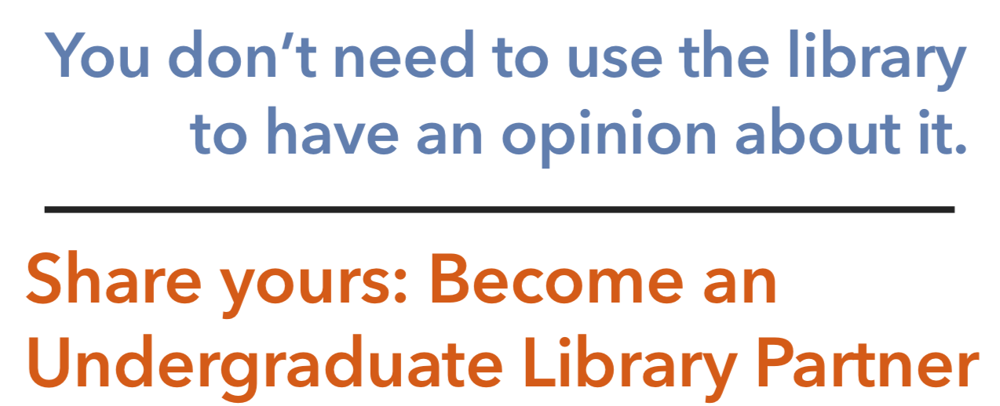 You don’t need to use the library
to have an opinion about it.
Share yours: Become an
Undergraduate Library Partner